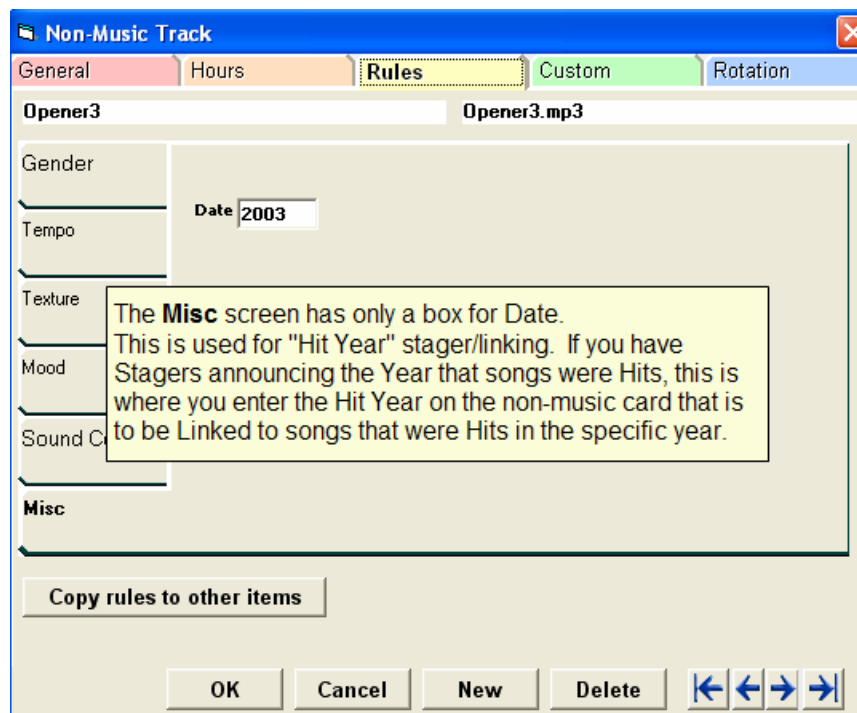 Non-Music Track
General Hours Rules Custom Rotation
Opener3 Opener3.mp3
Gender
Date 2003
Tempo
Texture
The Misc screen has only a box for Date.
This is used for "Hit Year" stager/linking. If you have
Stagers announcing the Year that songs were Hits, this is
where you enter the Hit Year on the non-music card that is
to be Linked to songs that were Hits in the specific year.
Mood
Sound
Misc
Copy rules to other items
OK Cancel New Delete